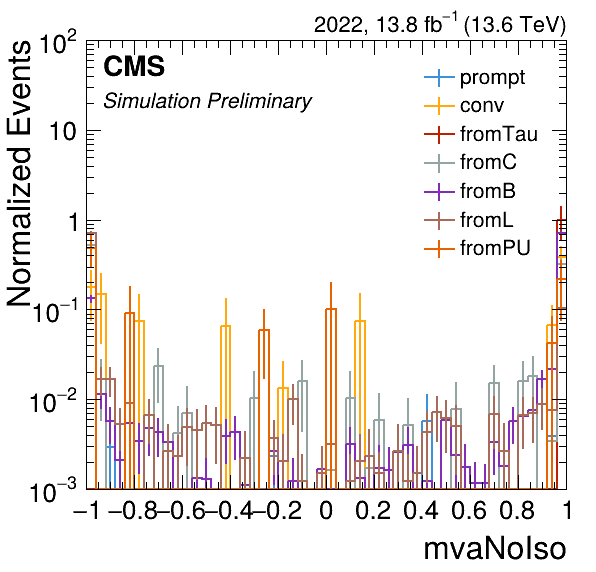 2022, 13.8 fb⁻¹ (13.6 TeV)
CMS
Simulation Preliminary
prompt
conv
fromTau
fromC
fromB
fromL
fromPU
Normalized Events
10²
10
1
10⁻¹
10⁻²
10⁻³
−1 −0.8 −0.6 −0.4 −0.2 0 0.2 0.4 0.6 0.8 1
mvaNoIso